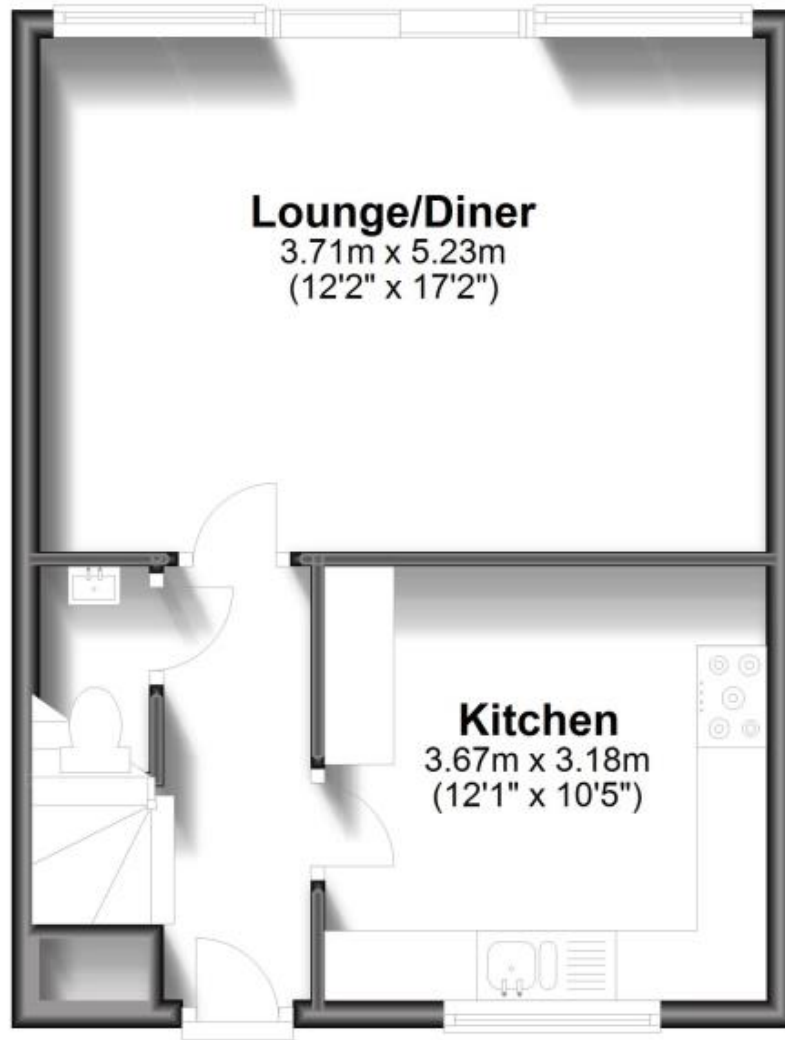 Lounge/Diner
3.71m x 5.23m
(12'2" x 17'2")
Kitchen
3.67m x 3.18m
(12'1" x 10'5")